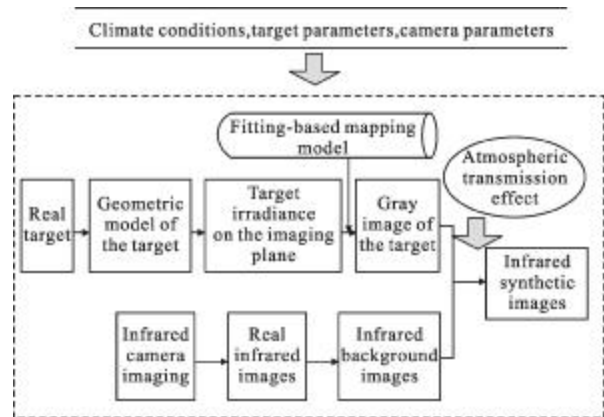 Climate conditions,target parameters,camera parameters
Fitting-based mapping
model
Atmospheric
transmission
effect
Real
target
Geometric
model of
the target
Target
irradiance
on the imaging
plane
Gray
image of
the target
Infrared
synthetic
images
Infrared
camera
imaging
Real
infrared
images
Infrared
background
images